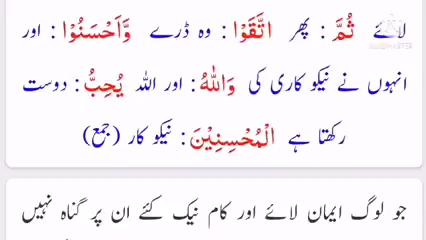 لائے ثُمَّ : پھر اتَّقَوْا : وہ ڈرے وَّاَحْسَنُوْا : اور
انہوں نے نیکو کاری کی وَاللّٰهُ : اور اللہ يُحِبُّ : دوست
رکھتا ہے الْمُحْسِنِيْنَ : نیکو کار (جمع)
جو لوگ ایمان لائے اور کام نیک کئے ان پر گناہ نہیں